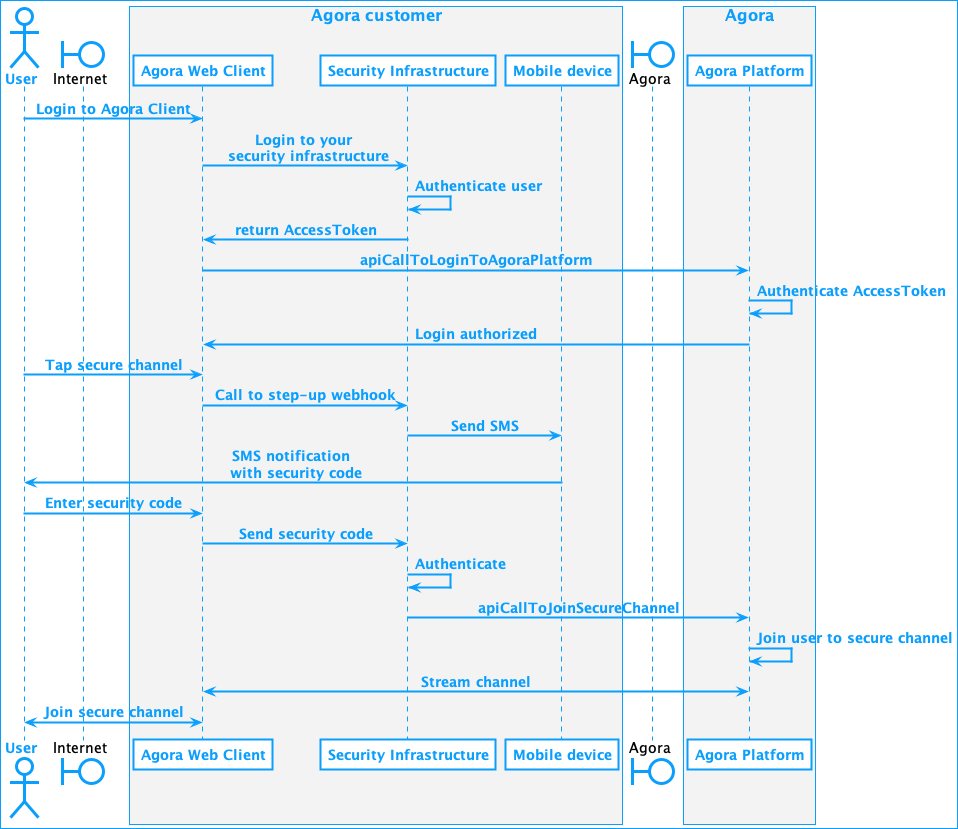 Agora customer
Agora
User
Internet
Agora Web Client
Security Infrastructure
Mobile device
Agora
Agora Platform
Login to Agora Client
Login to your
security infrastructure
Authenticate user
return AccessToken
apiCallToLoginToAgoraPlatform
Authenticate AccessToken
Login authorized
Tap secure channel
Call to step-up webhook
Send SMS
SMS notification
with security code
Enter security code
Send security code
Authenticate
apiCallToJoinSecureChannel
Join user to secure channel
Stream channel
Join secure channel
User
Internet
Agora Web Client
Security Infrastructure
Mobile device
Agora
Agora Platform